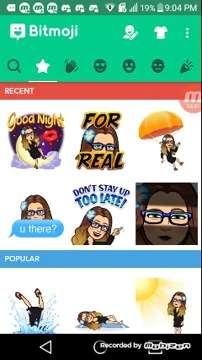 19% 9:04 PM
Bitmoji
RECENT
Good Night
FOR
REAL
u there?
DON'T STAY UP
TOO LATE!
POPULAR
Recorded by
Mobizen